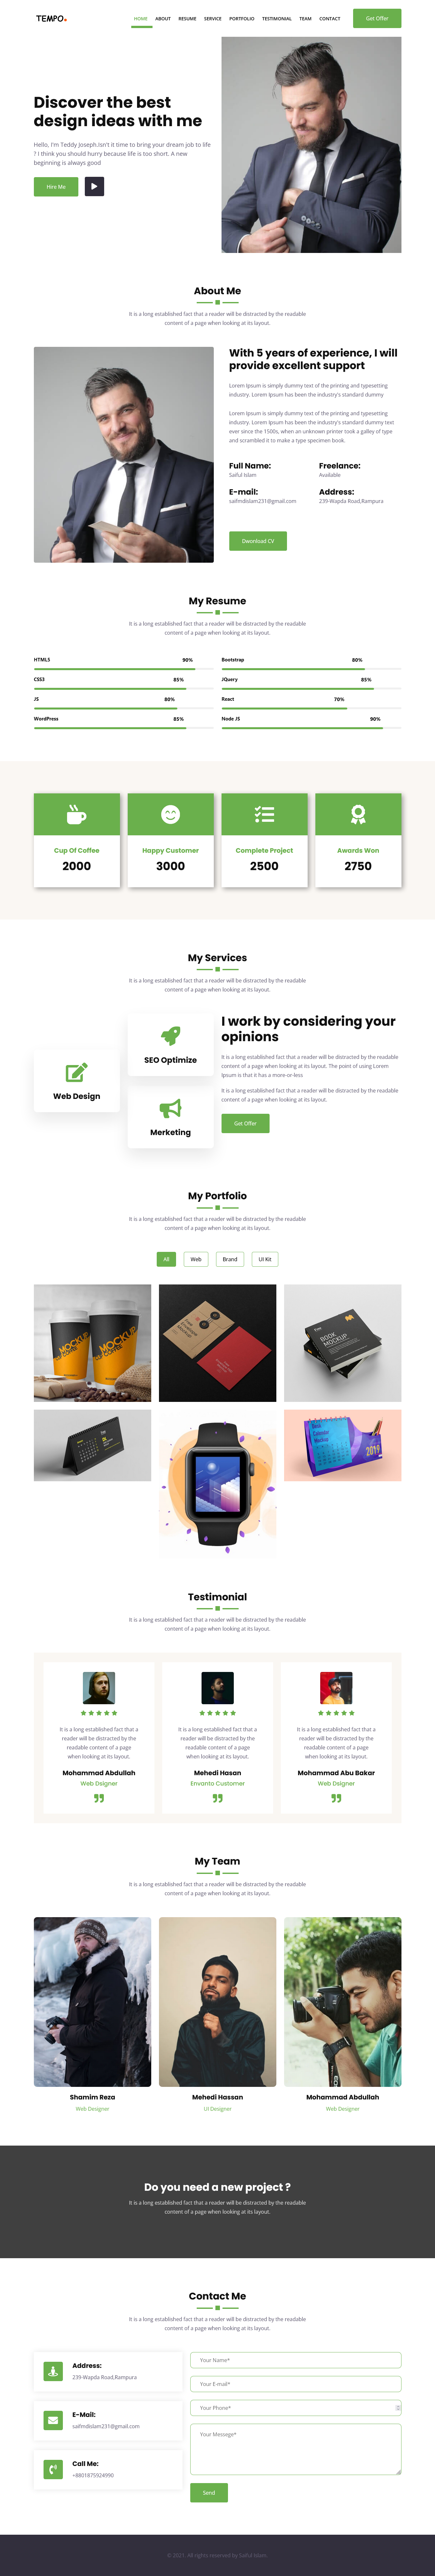 TEMPO.
HOME ABOUT RESUME SERVICE PORTFOLIO TESTIMONIAL TEAM CONTACT
Get Offer
Discover the best
design ideas with me
Hello, I'm Teddy Joseph.Isn't it time to bring your dream job to life
? I think you should hurry because life is too short. A new
beginning is always good
Hire Me
About Me
It is a long established fact that a reader will be distracted by the readable
content of a page when looking at its layout.
With 5 years of experience, I will
provide excellent support
Lorem Ipsum is simply dummy text of the printing and typesetting
industry. Lorem Ipsum has been the industry's standard dummy
Lorem Ipsum is simply dummy text of the printing and typesetting
industry. Lorem Ipsum has been the industry's standard dummy text
ever since the 1500s, when an unknown printer took a galley of type
and scrambled it to make a type specimen book.
Full Name:
Saiful Islam
Freelance:
Available
E-mail:
saifmdislam231@gmail.com
Address:
239-Wapda Road,Rampura
Dwonload CV
My Resume
It is a long established fact that a reader will be distracted by the readable
content of a page when looking at its layout.
HTML5 90%
Bootstrap 80%
CSS3 85%
JQuery 85%
JS 80%
React 70%
WordPress 85%
Node JS 90%
Cup Of Coffee
2000
Happy Customer
3000
Complete Project
2500
Awards Won
2750
My Services
It is a long established fact that a reader will be distracted by the readable
content of a page when looking at its layout.
Web Design
SEO Optimize
Merketing
I work by considering your
opinions
It is a long established fact that a reader will be distracted by the readable
content of a page when looking at its layout. The point of using Lorem
Ipsum is that it has a more-or-less
It is a long established fact that a reader will be distracted by the readable
content of a page when looking at its layout.
Get Offer
My Portfolio
It is a long established fact that a reader will be distracted by the readable
content of a page when looking at its layout.
All Web Brand UI Kit
MOCKUP
MOCKUP
BOOK
MOCKUP
Desk
Calendar
Mockup
2019
Testimonial
It is a long established fact that a reader will be distracted by the readable
content of a page when looking at its layout.
It is a long established fact that a
reader will be distracted by the
readable content of a page
when looking at its layout.
Mohammad Abdullah
Web Dsigner
It is a long established fact that a
reader will be distracted by the
readable content of a page
when looking at its layout.
Mehedi Hasan
Envanto Customer
It is a long established fact that a
reader will be distracted by the
readable content of a page
when looking at its layout.
Mohammad Abu Bakar
Web Dsigner
My Team
It is a long established fact that a reader will be distracted by the readable
content of a page when looking at its layout.
Shamim Reza
Web Designer
Mehedi Hassan
UI Designer
Mohammad Abdullah
Web Designer
Do you need a new project ?
It is a long established fact that a reader will be distracted by the readable
content of a page when looking at its layout.
Contact Me
It is a long established fact that a reader will be distracted by the readable
content of a page when looking at its layout.
Address:
239-Wapda Road,Rampura
E-Mail:
saifmdislam231@gmail.com
Call Me:
+8801875924990
Your Name*
Your E-mail*
Your Phone*
Your Messege*
Send
© 2021. All rights reserved by Saiful Islam.